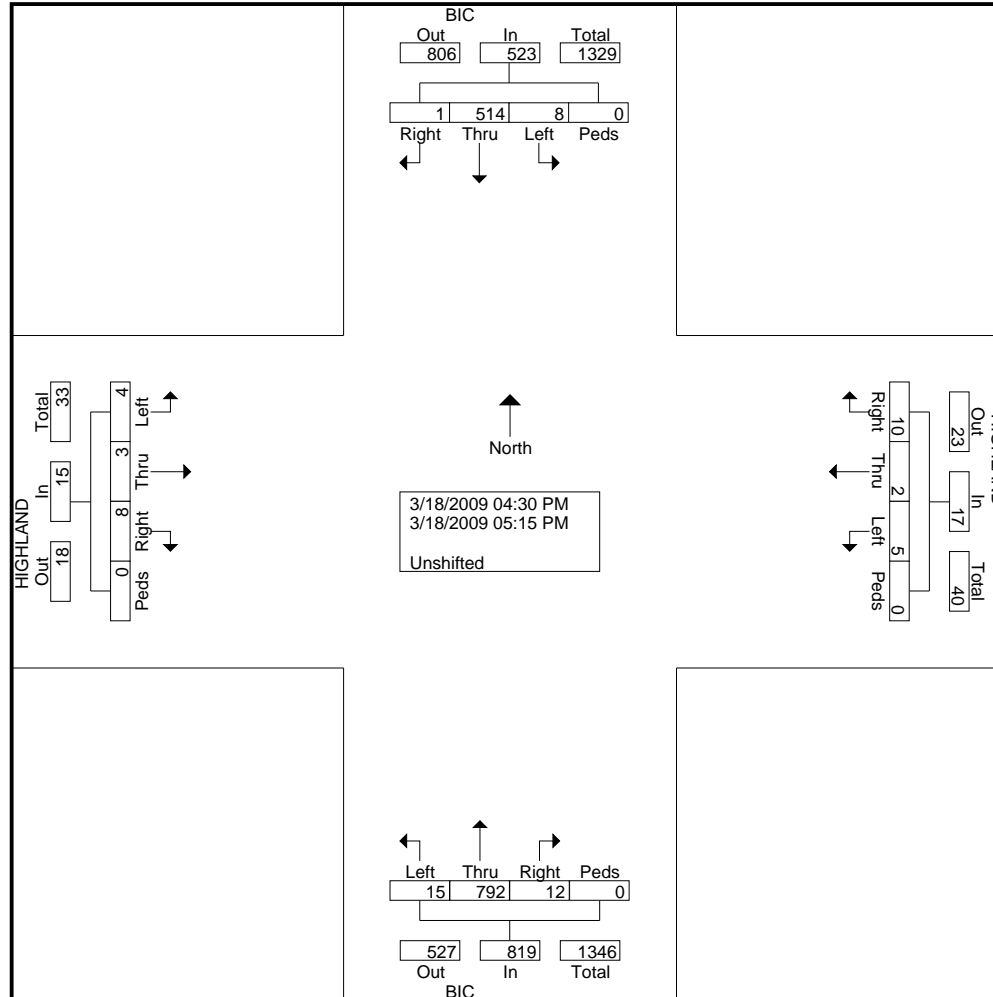 BIC
Out In Total
806 523 1329
1 514 8 0
Right Thru Left Peds
HIGHLAND
Total In Out
33 15 18
4 3 8 0
Left Thru Right Peds
North
3/18/2009 04:30 PM
3/18/2009 05:15 PM
Unshifted
Right Thru Left Peds
10 2 5 0
23 17 40
Out In Total
Left Thru Right Peds
15 792 12 0
527 819 1346
Out In Total
BIC